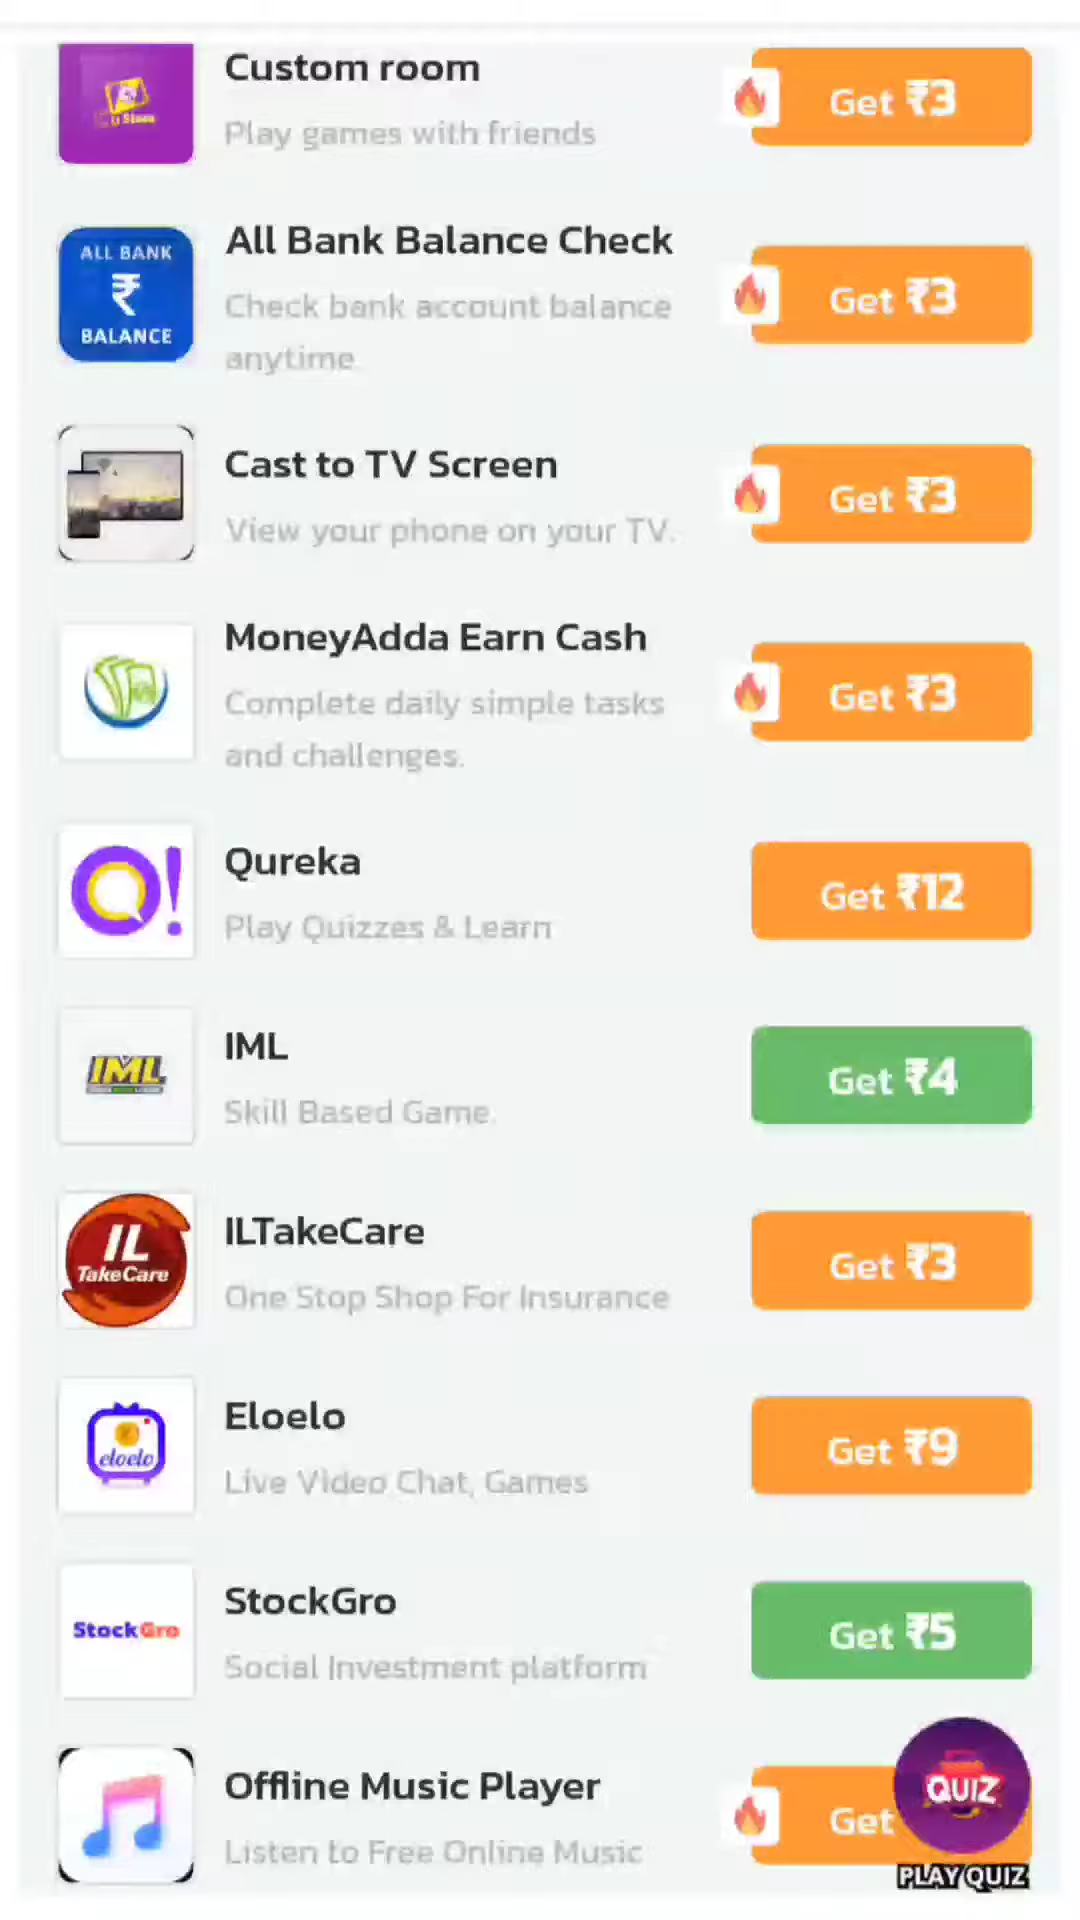 Custom room
Get ₹3
Play games with friends
ALL BANK
₹
BALANCE
All Bank Balance Check
Check bank account balance
anytime.
Get ₹3
Cast to TV Screen
View your phone on your TV.
Get ₹3
MoneyAdda Earn Cash
Complete daily simple tasks
and challenges.
Get ₹3
Q!
Qureka
Play Quizzes & Learn
Get ₹12
IML
IML
Skill Based Game.
Get ₹4
IL
TakeCare
ILTakeCare
One Stop Shop For Insurance
Get ₹3
eloelo
Eloelo
Live Video Chat, Games
Get ₹9
StockGro
StockGro
Social Investment platform
Get ₹5
Offline Music Player
Listen to Free Online Music
Get
QUIZ
PLAY QUIZ